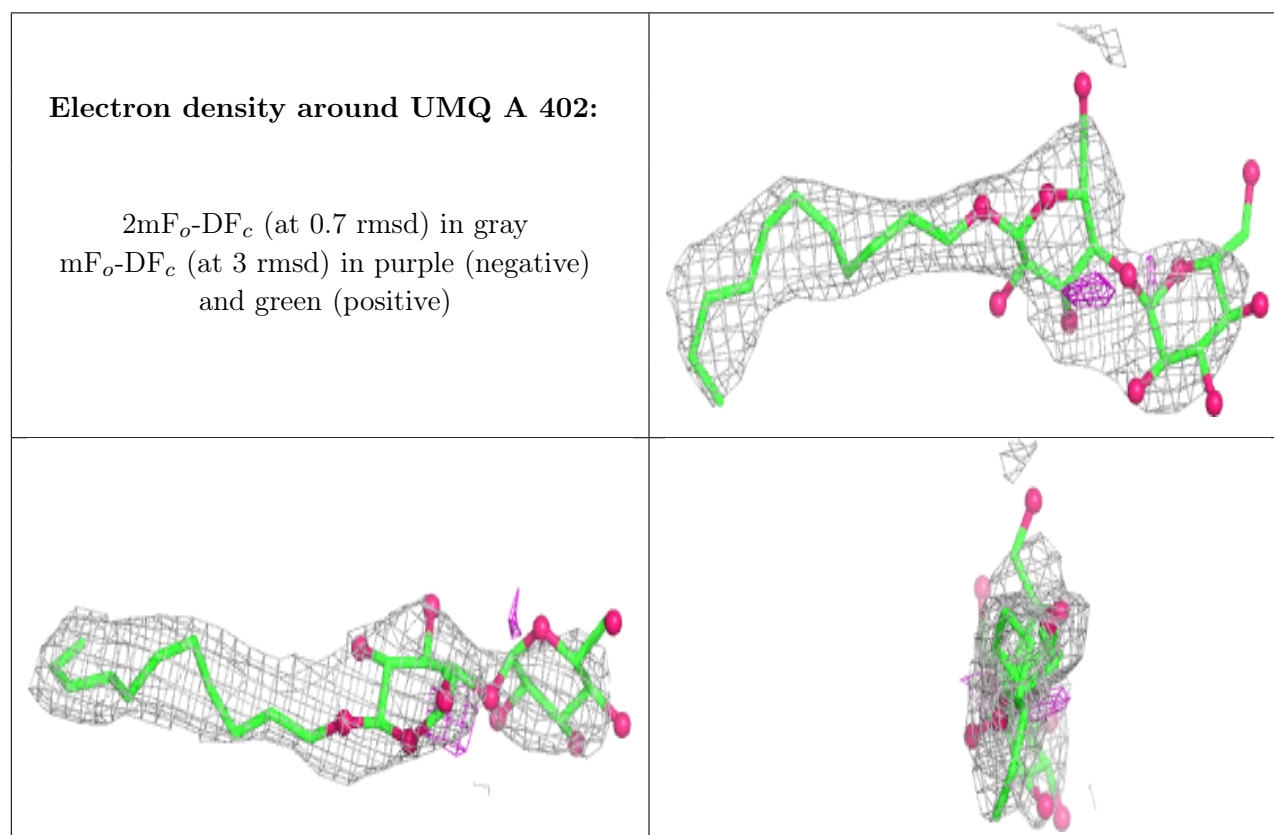 Electron density around UMQ A 402:
2mFo-DFc (at 0.7 rmsd) in gray
mFo-DFc (at 3 rmsd) in purple (negative)
and green (positive)